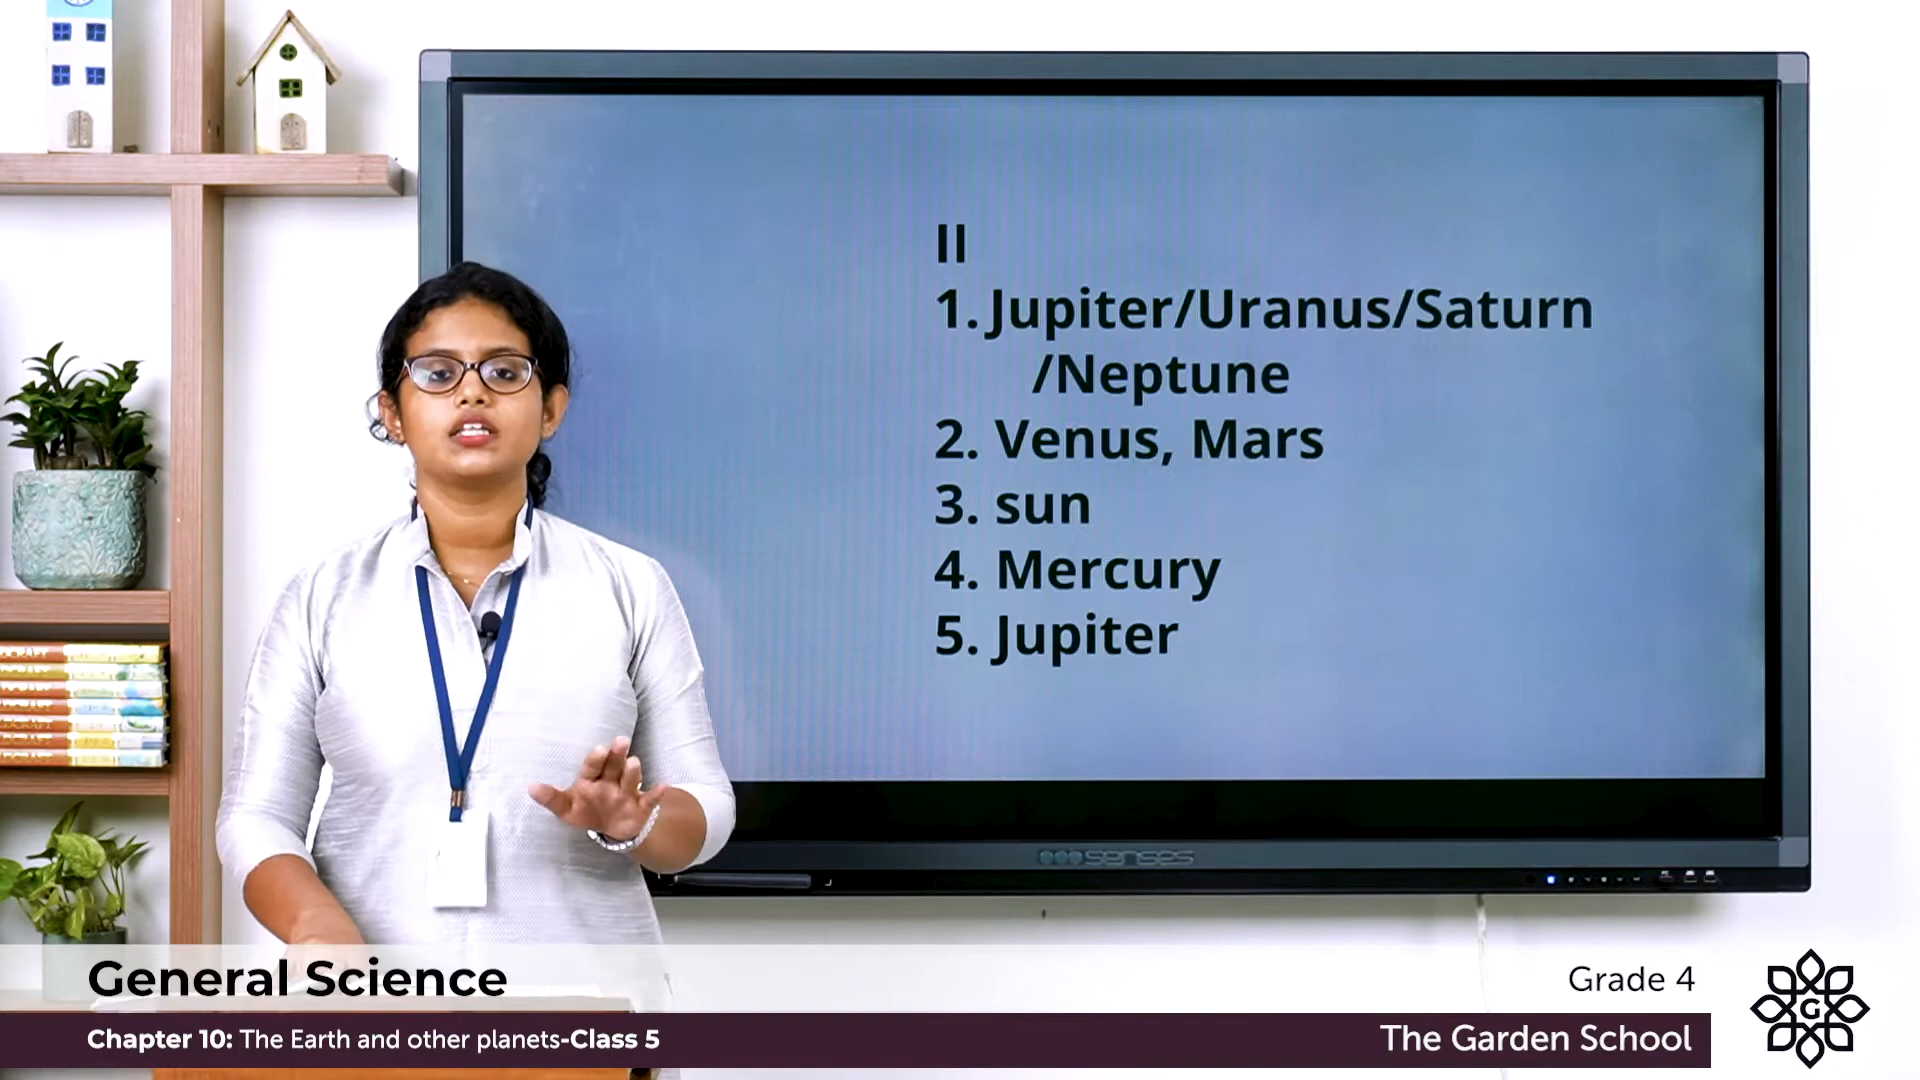 II
1. Jupiter/Uranus/Saturn
/Neptune
2. Venus, Mars
3. sun
4. Mercury
5. Jupiter
senses
General Science
Grade 4
Chapter 10: The Earth and other planets-Class 5
The Garden School
G